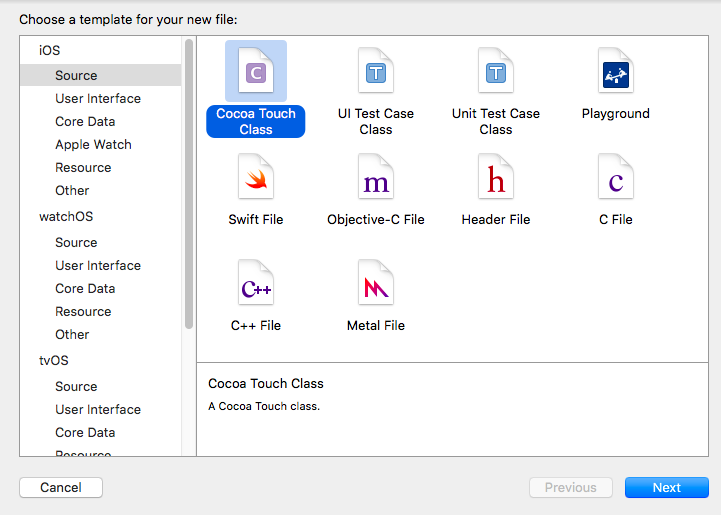 Choose a template for your new file:
iOS
Source
User Interface
Core Data
Apple Watch
Resource
Other
watchOS
Source
User Interface
Core Data
Resource
Other
tvOS
Source
User Interface
Core Data
Resource
C
Cocoa Touch
Class
T
UI Test Case
Class
T
Unit Test Case
Class
Playground
Swift File
m
Objective-C File
h
Header File
c
C File
C++
C++ File
Metal File
Cocoa Touch Class
A Cocoa Touch class.
Cancel
Previous
Next